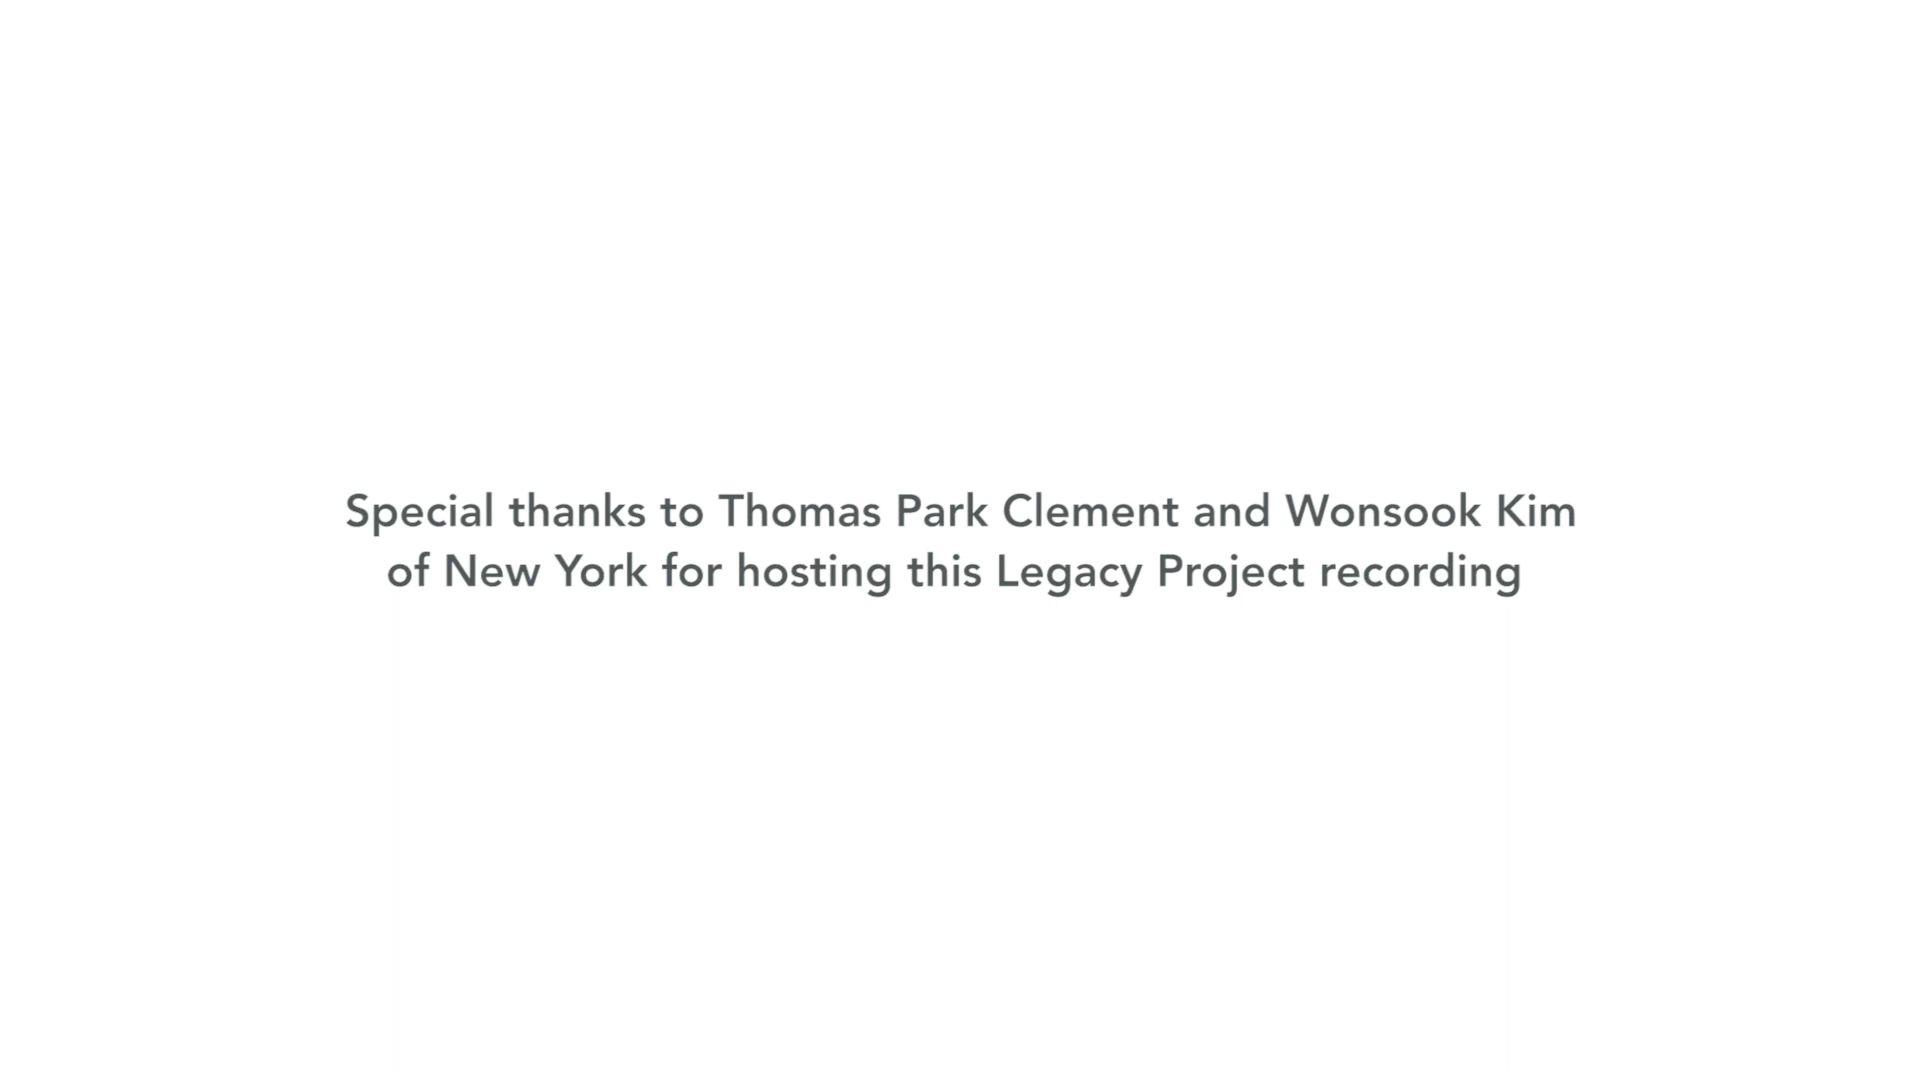 Special thanks to Thomas Park Clement and Wonsook Kim
of New York for hosting this Legacy Project recording